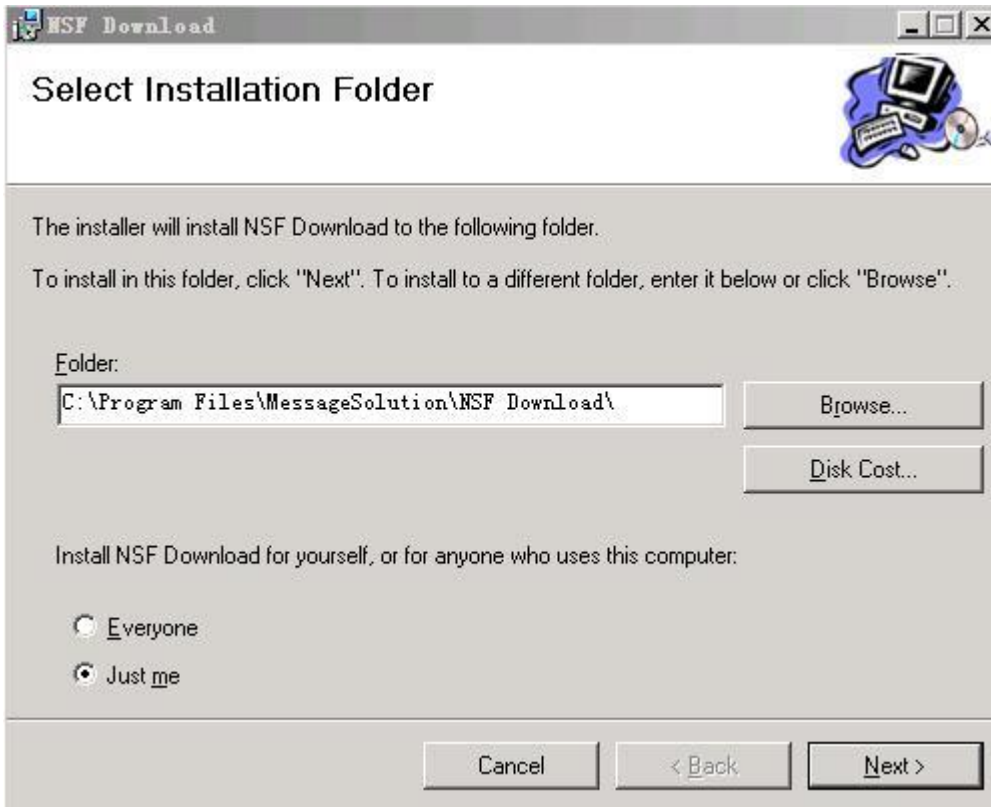 NSF Download
Select Installation Folder
The installer will install NSF Download to the following folder.
To install in this folder, click "Next". To install to a different folder, enter it below or click "Browse".
Folder:
C:\Program Files\MessageSolution\NSF Download\
Browse...
Disk Cost...
Install NSF Download for yourself, or for anyone who uses this computer:
Everyone
Just me
Cancel
< Back
Next >